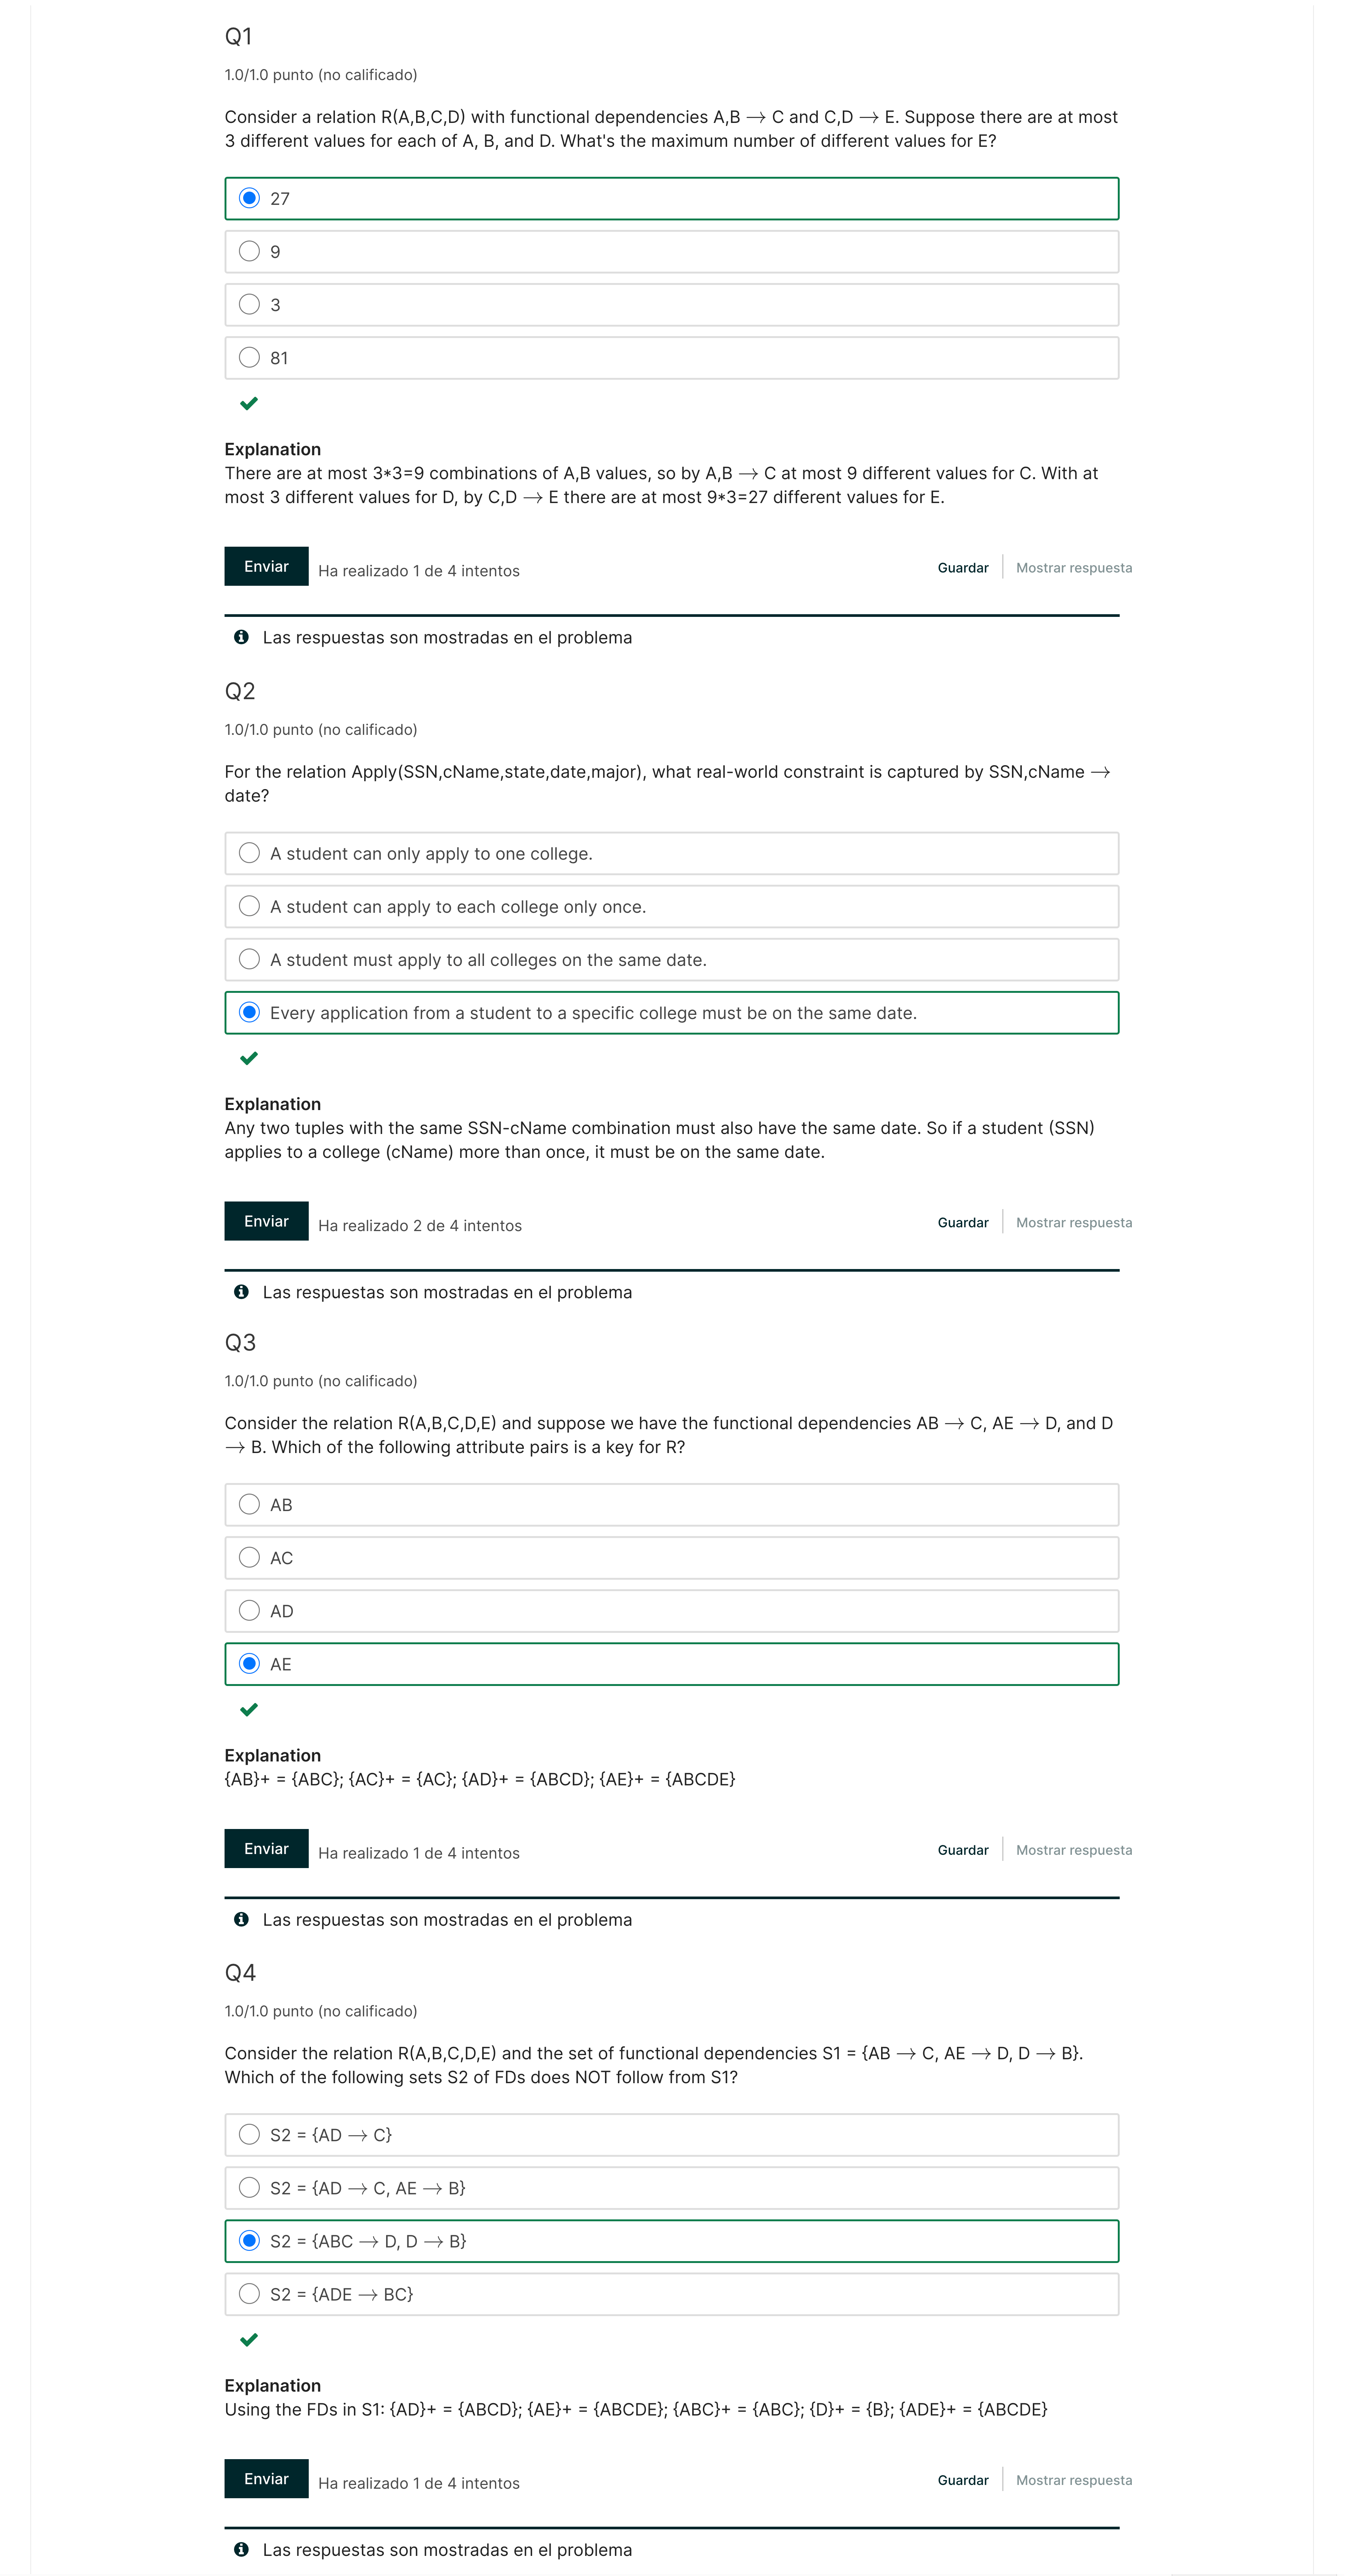 Q1
1.0/1.0 punto (no calificado)
Consider a relation R(A,B,C,D) with functional dependencies A,B → C and C,D → E. Suppose there are at most
3 different values for each of A, B, and D. What's the maximum number of different values for E?
27
9
3
81
Explanation
There are at most 3*3=9 combinations of A,B values, so by A,B → C at most 9 different values for C. With at
most 3 different values for D, by C,D → E there are at most 9*3=27 different values for E.
Enviar Ha realizado 1 de 4 intentos Guardar Mostrar respuesta
Las respuestas son mostradas en el problema
Q2
1.0/1.0 punto (no calificado)
For the relation Apply(SSN,cName,state,date,major), what real-world constraint is captured by SSN,cName →
date?
A student can only apply to one college.
A student can apply to each college only once.
A student must apply to all colleges on the same date.
Every application from a student to a specific college must be on the same date.
Explanation
Any two tuples with the same SSN-cName combination must also have the same date. So if a student (SSN)
applies to a college (cName) more than once, it must be on the same date.
Enviar Ha realizado 2 de 4 intentos Guardar Mostrar respuesta
Las respuestas son mostradas en el problema
Q3
1.0/1.0 punto (no calificado)
Consider the relation R(A,B,C,D,E) and suppose we have the functional dependencies AB → C, AE → D, and D
→ B. Which of the following attribute pairs is a key for R?
AB
AC
AD
AE
Explanation
{AB}+ = {ABC}; {AC}+ = {AC}; {AD}+ = {ABCD}; {AE}+ = {ABCDE}
Enviar Ha realizado 1 de 4 intentos Guardar Mostrar respuesta
Las respuestas son mostradas en el problema
Q4
1.0/1.0 punto (no calificado)
Consider the relation R(A,B,C,D,E) and the set of functional dependencies S1 = {AB → C, AE → D, D → B}.
Which of the following sets S2 of FDs does NOT follow from S1?
S2 = {AD → C}
S2 = {AD → C, AE → B}
S2 = {ABC → D, D → B}
S2 = {ADE → BC}
Explanation
Using the FDs in S1: {AD}+ = {ABCD}; {AE}+ = {ABCDE}; {ABC}+ = {ABC}; {D}+ = {B}; {ADE}+ = {ABCDE}
Enviar Ha realizado 1 de 4 intentos Guardar Mostrar respuesta
Las respuestas son mostradas en el problema